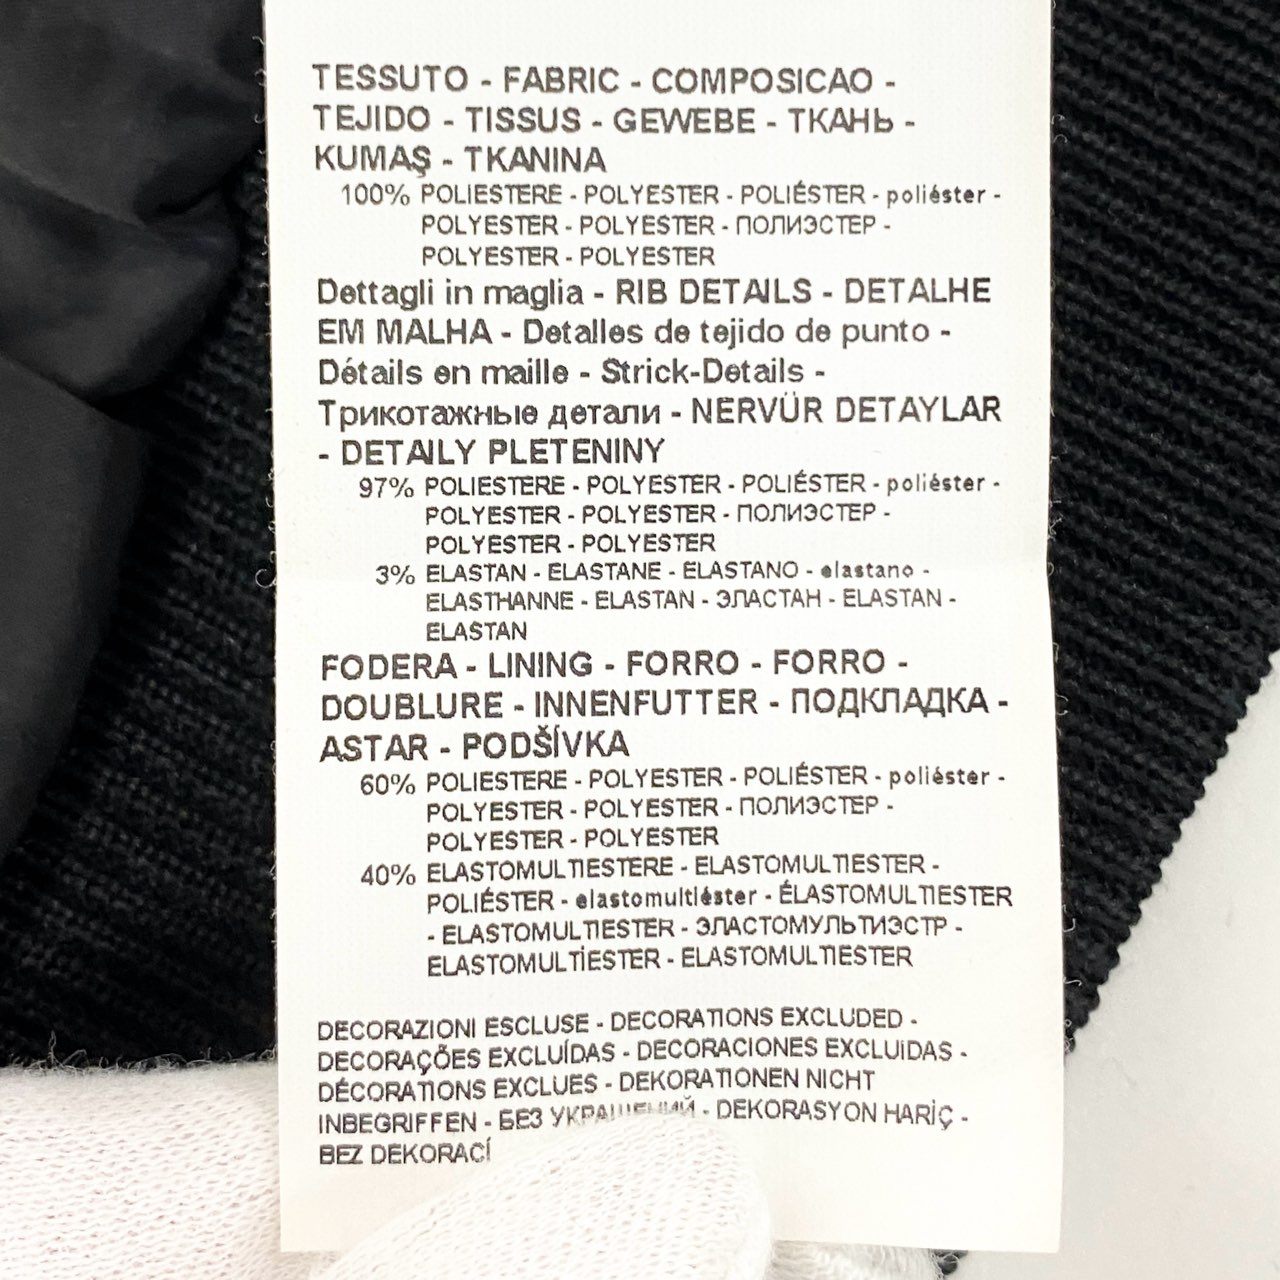 TESSUTO - FABRIC - COMPOSICAO -
TEJIDO - TISSUS - GEWEBE - ТКАНЬ -
KUMAŞ - TKANINA
100% POLIESTERE - POLYESTER - POLIÉSTER - poliéster -
POLYESTER - POLYESTER - ПОЛИЭСТЕР -
POLYESTER - POLYESTER
Dettagli in maglia - RIB DETAILS - DETALHE
EM MALHA - Detalles de tejido de punto -
Détails en maille - Strick-Details -
Трикотажные детали - NERVÜR DETAYLAR
- DETAILY PLETENINY
97% POLIESTERE - POLYESTER - POLIÉSTER - poliéster -
POLYESTER - POLYESTER - ПОЛИЭСТЕР -
POLYESTER - POLYESTER
3% ELASTAN - ELASTANE - ELASTANO - elastano -
ELASTHANNE - ELASTAN - ЭЛАСТАН - ELASTAN -
ELASTAN
FODERA - LINING - FORRO - FORRO -
DOUBLURE - INNENFUTTER - ПОДКЛАДКА -
ASTAR - PODŠÍVKA
60% POLIESTERE - POLYESTER - POLIÉSTER - poliéster -
POLYESTER - POLYESTER - ПОЛИЭСТЕР -
POLYESTER - POLYESTER
40% ELASTOMULTIESTERE - ELASTOMULTIESTER -
POLIÉSTER - elastomultiéster - ÉLASTOMULTIESTER
- ELASTOMULTIESTER - ЭЛАСТОМУЛЬТИЭСТР -
ELASTOMULTİESTER - ELASTOMULTIESTER
DECORAZIONI ESCLUSE - DECORATIONS EXCLUDED -
DECORAÇÕES EXCLUÍDAS - DECORACIONES EXCLUIDAS -
DÉCORATIONS EXCLUES - DEKORATIONEN NICHT
INBEGRIFFEN - БЕЗ УКРАШЕНИЙ - DEKORASYON HARİÇ -
BEZ DEKORACÍ